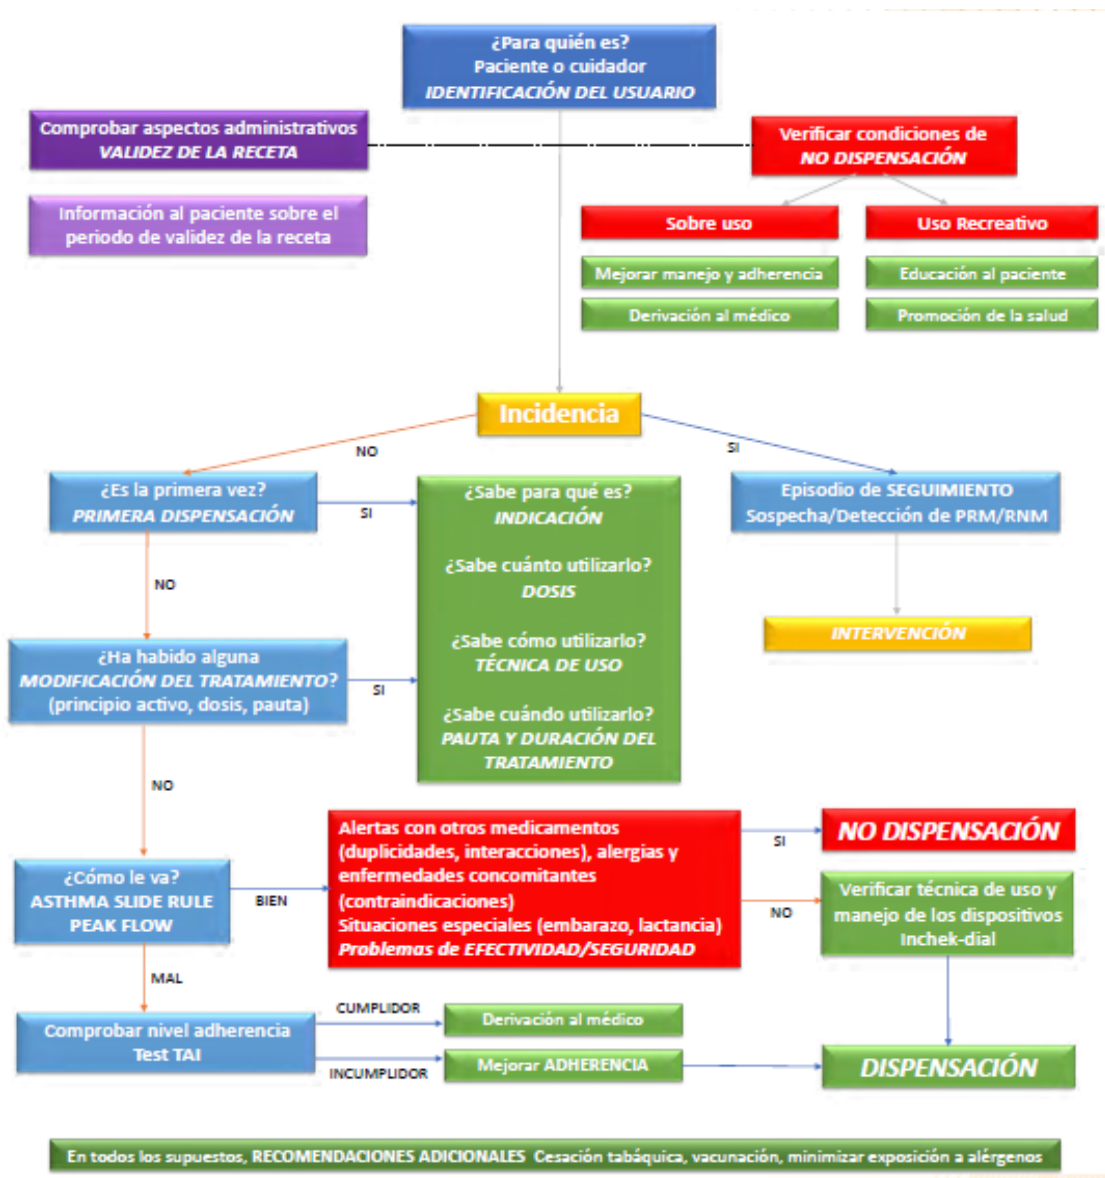 ¿Para quién es?
Paciente o cuidador
IDENTIFICACIÓN DEL USUARIO
Comprobar aspectos administrativos
VALIDEZ DE LA RECETA
Verificar condiciones de
NO DISPENSACIÓN
Información al paciente sobre el
periodo de validez de la receta
Sobre uso
Uso Recreativo
Mejorar manejo y adherencia
Educación al paciente
Derivación al médico
Promoción de la salud
Incidencia
NO
SI
¿Es la primera vez?
PRIMERA DISPENSACIÓN
SI
¿Sabe para qué es?
INDICACIÓN
¿Sabe cuánto utilizarlo?
DOSIS
¿Sabe cómo utilizarlo?
TÉCNICA DE USO
¿Sabe cuándo utilizarlo?
PAUTA Y DURACIÓN DEL
TRATAMIENTO
Episodio de SEGUIMIENTO
Sospecha/Detección de PRM/RNM
INTERVENCIÓN
NO
¿Ha habido alguna
MODIFICACIÓN DEL TRATAMIENTO?
(principio activo, dosis, pauta)
SI
NO
¿Cómo le va?
ASTHMA SLIDE RULE
PEAK FLOW
BIEN
Alertas con otros medicamentos
(duplicidades, interacciones), alergias y
enfermedades concomitantes
(contraindicaciones)
Situaciones especiales (embarazo, lactancia)
Problemas de EFECTIVIDAD/SEGURIDAD
SI
NO DISPENSACIÓN
NO
Verificar técnica de uso y
manejo de los dispositivos
Inchek-dial
MAL
Comprobar nivel adherencia
Test TAI
CUMPLIDOR
Derivación al médico
INCUMPLIDOR
Mejorar ADHERENCIA
DISPENSACIÓN
En todos los supuestos, RECOMENDACIONES ADICIONALES Cesación tabáquica, vacunación, minimizar exposición a alérgenos